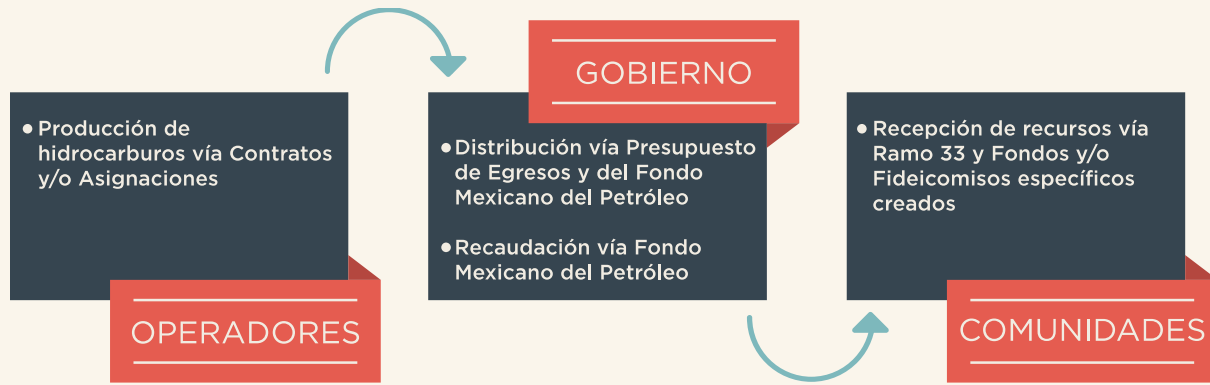 ● Producción de
hidrocarburos vía Contratos
y/o Asignaciones
OPERADORES
GOBIERNO
● Distribución vía Presupuesto
de Egresos y del Fondo
Mexicano del Petróleo
● Recaudación vía Fondo
Mexicano del Petróleo
● Recepción de recursos vía
Ramo 33 y Fondos y/o
Fideicomisos específicos
creados
COMUNIDADES